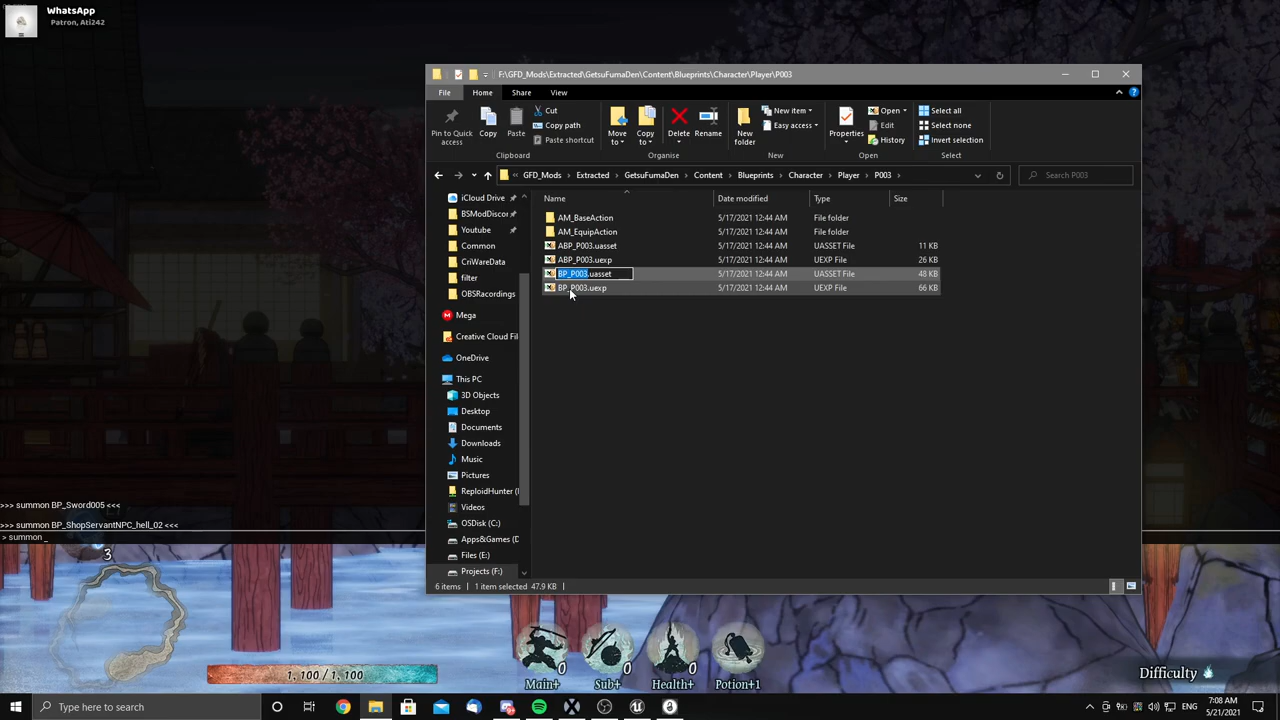 WhatsApp
Patron, Ati242
F:\GFD_Mods\Extracted\GetsuFumaDen\Content\Blueprints\Character\Player\P003
File Home Share View
Pin to Quick access
Copy
Paste
Cut
Copy path
Paste shortcut
Clipboard
Move to
Copy to
Delete
Rename
Organise
New folder
New item
Easy access
New
Properties
Open
Edit
History
Open
Select all
Select none
Invert selection
Select
« GFD_Mods › Extracted › GetsuFumaDen › Content › Blueprints › Character › Player › P003 ›
Search P003
iCloud Drive
BSModDiscor
Youtube
Common
CriWareData
filter
OBSRacordings
Mega
Creative Cloud Fil
OneDrive
This PC
3D Objects
Desktop
Documents
Downloads
Music
Pictures
ReploidHunter (
Videos
OSDisk (C:)
Apps&Games (D
Files (E:)
Projects (F:)
Name Date modified Type Size
AM_BaseAction 5/17/2021 12:44 AM File folder
AM_EquipAction 5/17/2021 12:44 AM File folder
ABP_P003.uasset 5/17/2021 12:44 AM UASSET File 11 KB
ABP_P003.uexp 5/17/2021 12:44 AM UEXP File 26 KB
BP_P003.uasset 5/17/2021 12:44 AM UASSET File 48 KB
BP_P003.uexp 5/17/2021 12:44 AM UEXP File 66 KB
6 items 1 item selected 47.9 KB
>>> summon BP_Sword005 <<<
>>> summon BP_ShopServantNPC_hell_02 <<<
> summon _
3
1,100 / 1,100
0 0 0
Main+ Sub+ Health+ Potion+1
Difficulty
Type here to search
7:08 AM
5/21/2021